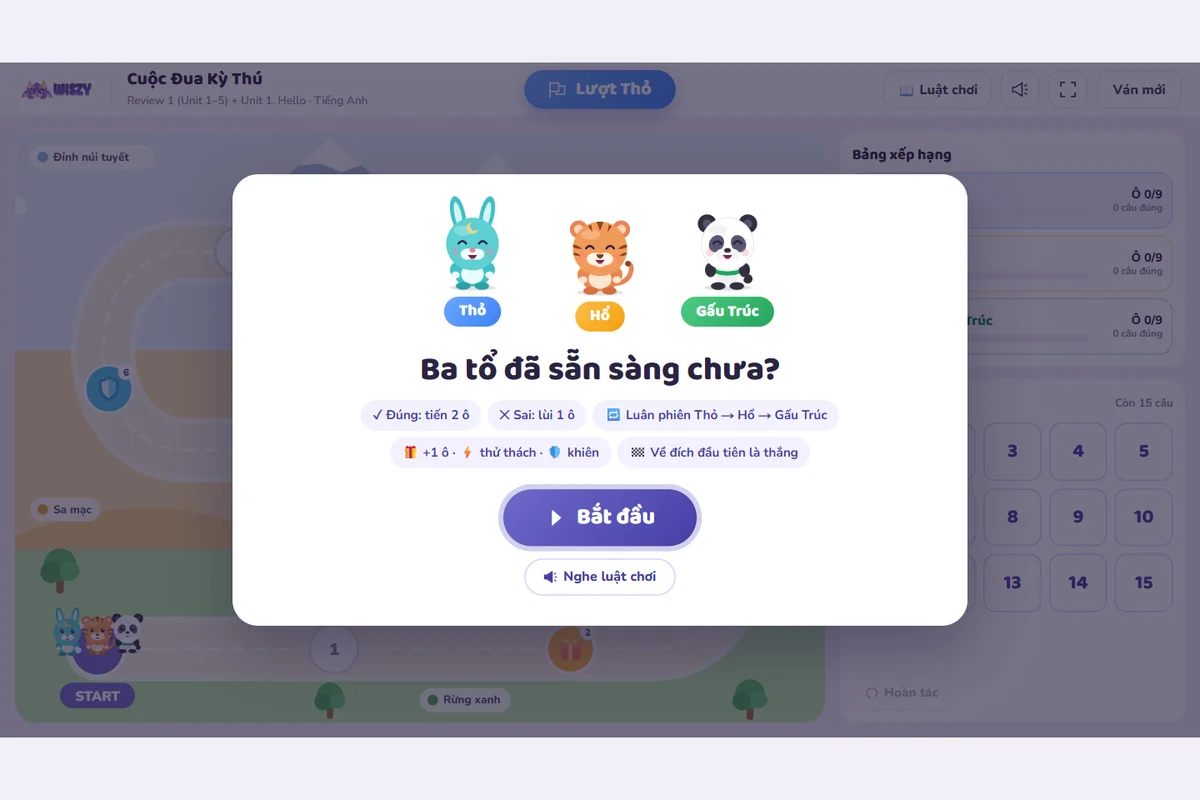 WISZY
Cuộc Đua Kỳ Thú
Review 1 (Unit 1–5) + Unit 1. Hello · Tiếng Anh
Lượt Thỏ
Luật chơi
Ván mới
Đỉnh núi tuyết
6
Sa mạc
START
1
2
Rừng xanh
Bảng xếp hạng
Ô 0/9
0 câu đúng
Ô 0/9
0 câu đúng
Trúc
Ô 0/9
0 câu đúng
Còn 15 câu
3 4 5
8 9 10
13 14 15
Hoàn tác
Thỏ
Hổ
Gấu Trúc
Ba tổ đã sẵn sàng chưa?
✓ Đúng: tiến 2 ô
✕ Sai: lùi 1 ô
🔁 Luân phiên Thỏ → Hổ → Gấu Trúc
🎁 +1 ô · ⚡ thử thách · 🛡️ khiên
🏁 Về đích đầu tiên là thắng
Bắt đầu
Nghe luật chơi